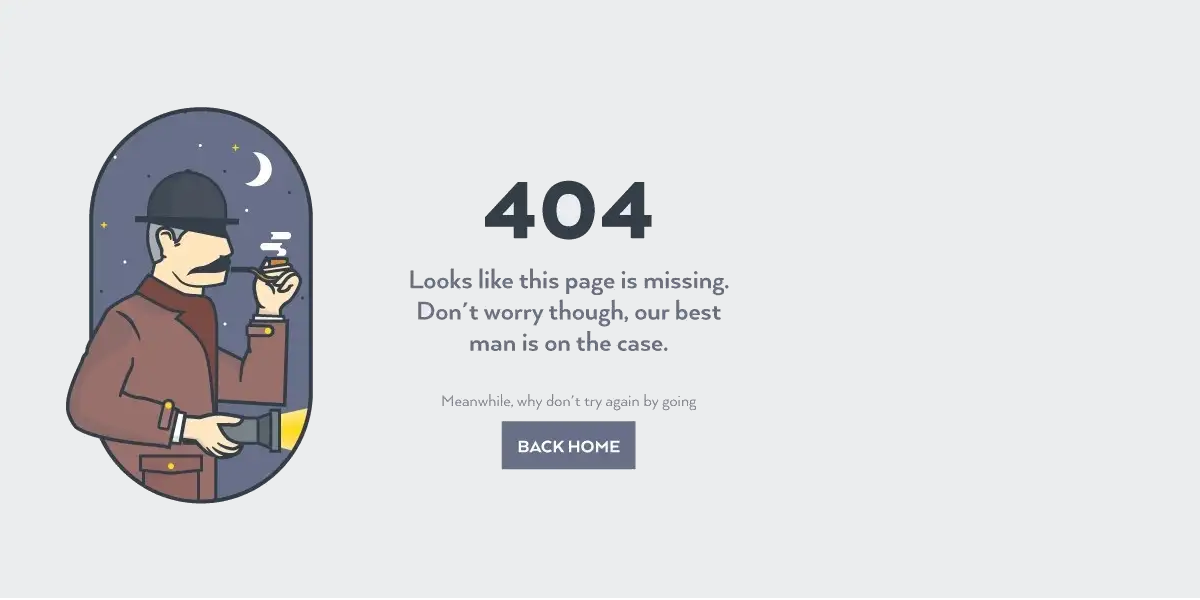 404
Looks like this page is missing.
Don't worry though, our best
man is on the case.
Meanwhile, why don't try again by going
BACK HOME